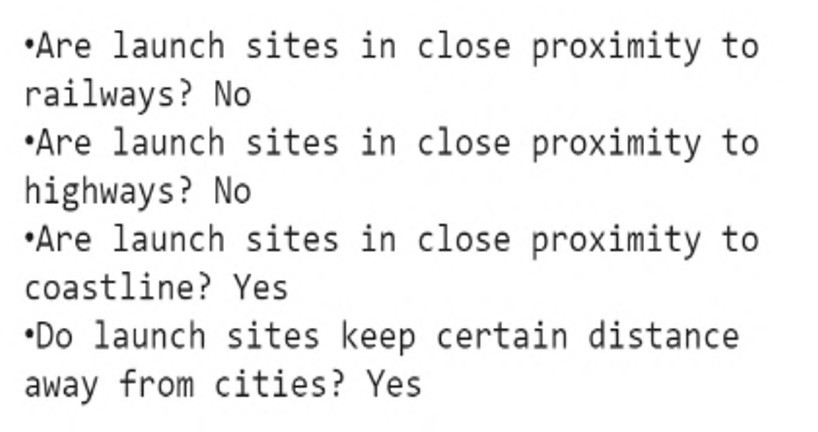 •Are launch sites in close proximity to
railways? No
•Are launch sites in close proximity to
highways? No
•Are launch sites in close proximity to
coastline? Yes
•Do launch sites keep certain distance
away from cities? Yes